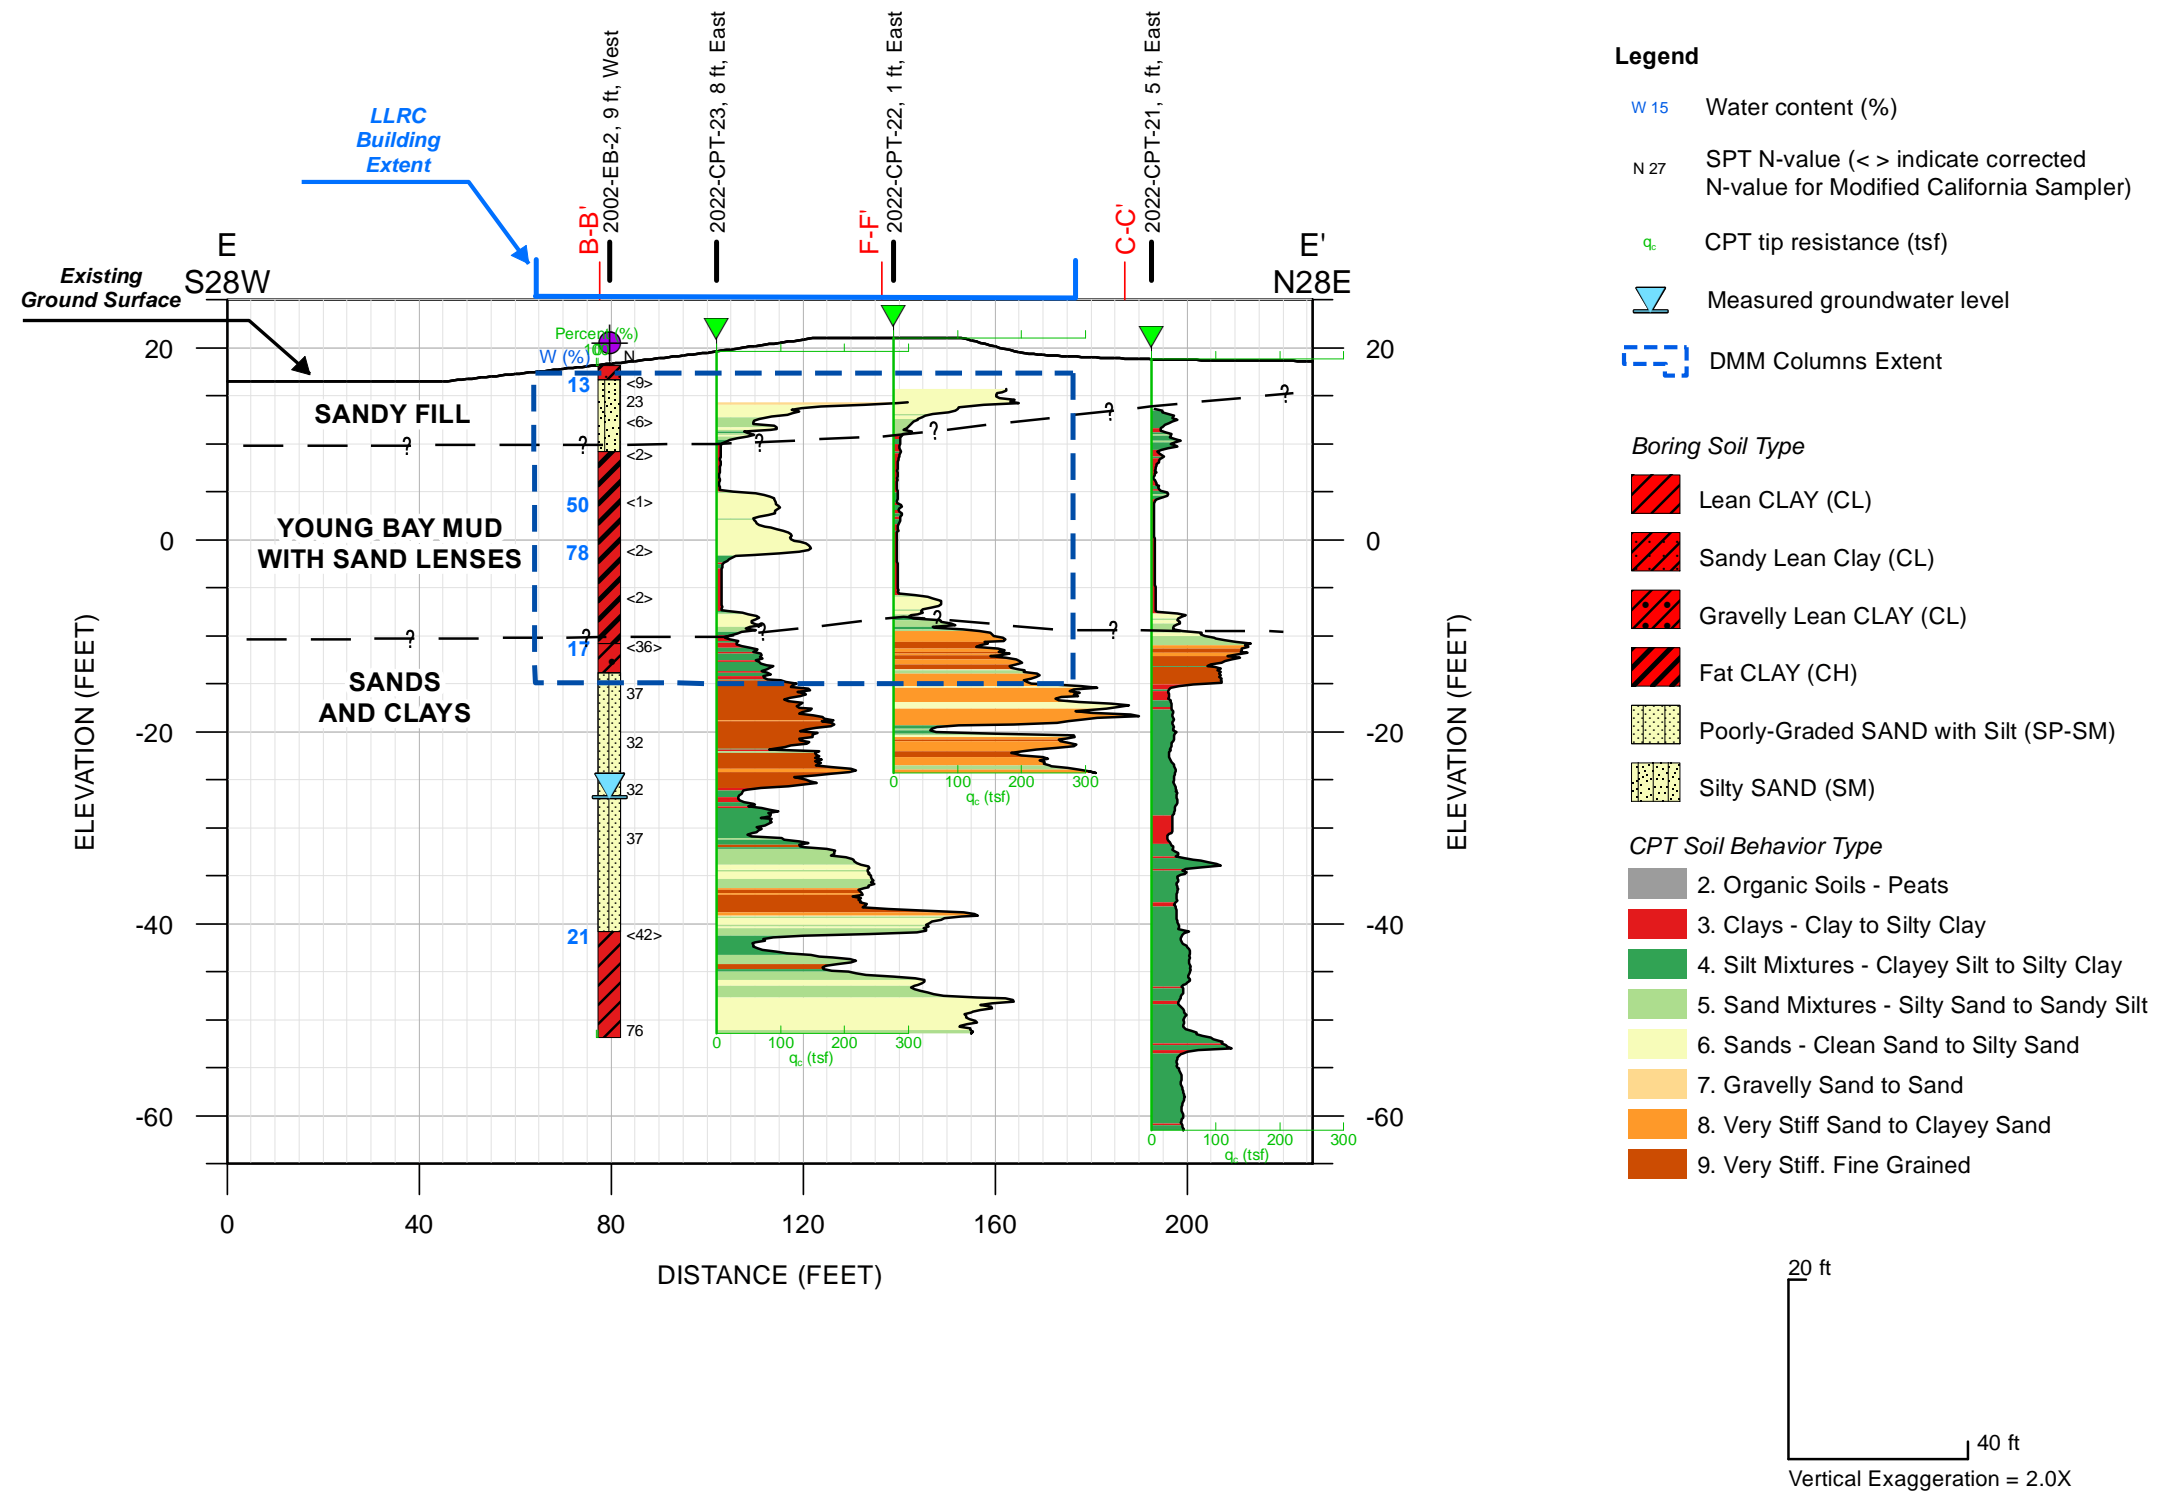 2002-EB-2, 9 ft, West
2022-CPT-23, 8 ft, East
2022-CPT-22, 1 ft, East
2022-CPT-21, 5 ft, East
B-B'
F-F'
C-C'
LLRC
Building
Extent
E
S28W
E'
N28E
Existing
Ground Surface
Percent (%)
W (%)
N
20
0
-20
-40
-60
20
0
-20
-40
-60
ELEVATION (FEET)
ELEVATION (FEET)
SANDY FILL
YOUNG BAY MUD
WITH SAND LENSES
SANDS
AND CLAYS
13
50
78
17
21
<9>
23
<6>
<2>
<1>
<2>
<2>
<36>
37
32
32
37
<42>
76
? ? ? ? ? ?
? ? ? ? ?
0 100 200 300
qc (tsf)
0 100 200 300
qc (tsf)
0 100 200 300
qc (tsf)
0 40 80 120 160 200
DISTANCE (FEET)
Legend
W 15 Water content (%)
N 27 SPT N-value (< > indicate corrected
N-value for Modified California Sampler)
qc CPT tip resistance (tsf)
Measured groundwater level
DMM Columns Extent
Boring Soil Type
Lean CLAY (CL)
Sandy Lean Clay (CL)
Gravelly Lean CLAY (CL)
Fat CLAY (CH)
Poorly-Graded SAND with Silt (SP-SM)
Silty SAND (SM)
CPT Soil Behavior Type
2. Organic Soils - Peats
3. Clays - Clay to Silty Clay
4. Silt Mixtures - Clayey Silt to Silty Clay
5. Sand Mixtures - Silty Sand to Sandy Silt
6. Sands - Clean Sand to Silty Sand
7. Gravelly Sand to Sand
8. Very Stiff Sand to Clayey Sand
9. Very Stiff. Fine Grained
20 ft
40 ft
Vertical Exaggeration = 2.0X